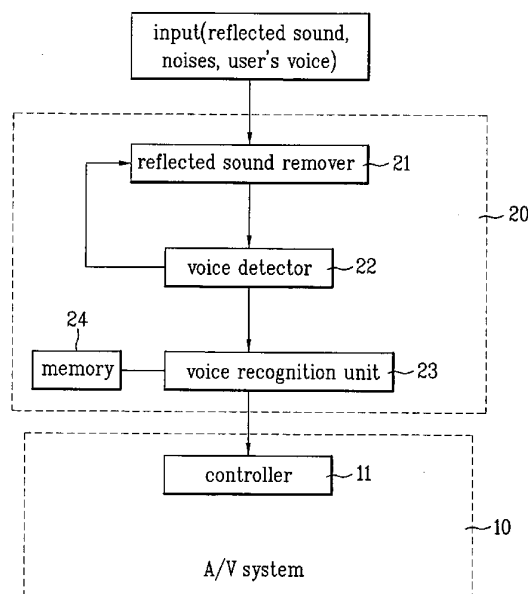 input(reflected sound,
noises, user's voice)
reflected sound remover
21
20
voice detector
22
24
memory
voice recognition unit
23
controller
11
10
A/V system